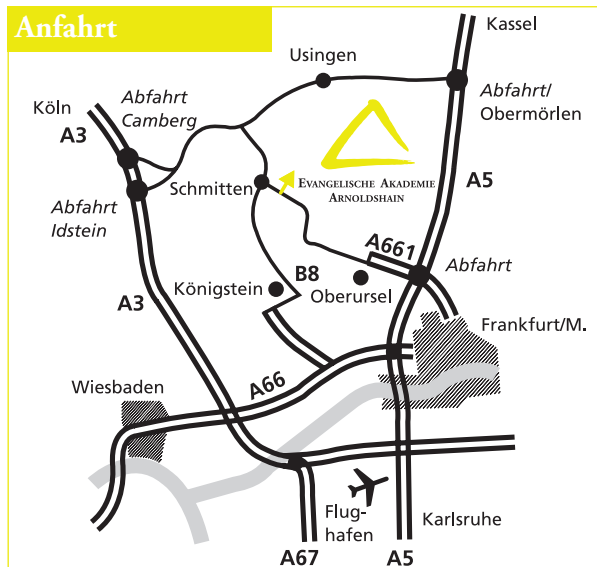 Anfahrt
Kassel
Usingen
Abfahrt/
Obermörlen
Abfahrt
Camberg
Köln
A3
Schmitten
EVANGELISCHE AKADEMIE
ARNOLDSHAIN
A5
Abfahrt
Idstein
A661
Abfahrt
B8
Königstein
Oberursel
A3
Frankfurt/M.
A66
Wiesbaden
Flug-
hafen
Karlsruhe
A67
A5